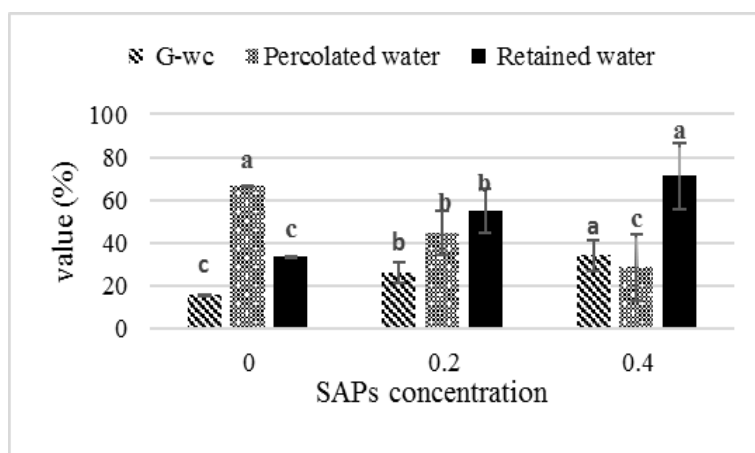 G-wc Percolated water Retained water
value (%)
100
80
60
40
20
0
c a c
b b b
a c a
0 0.2 0.4
SAPs concentration